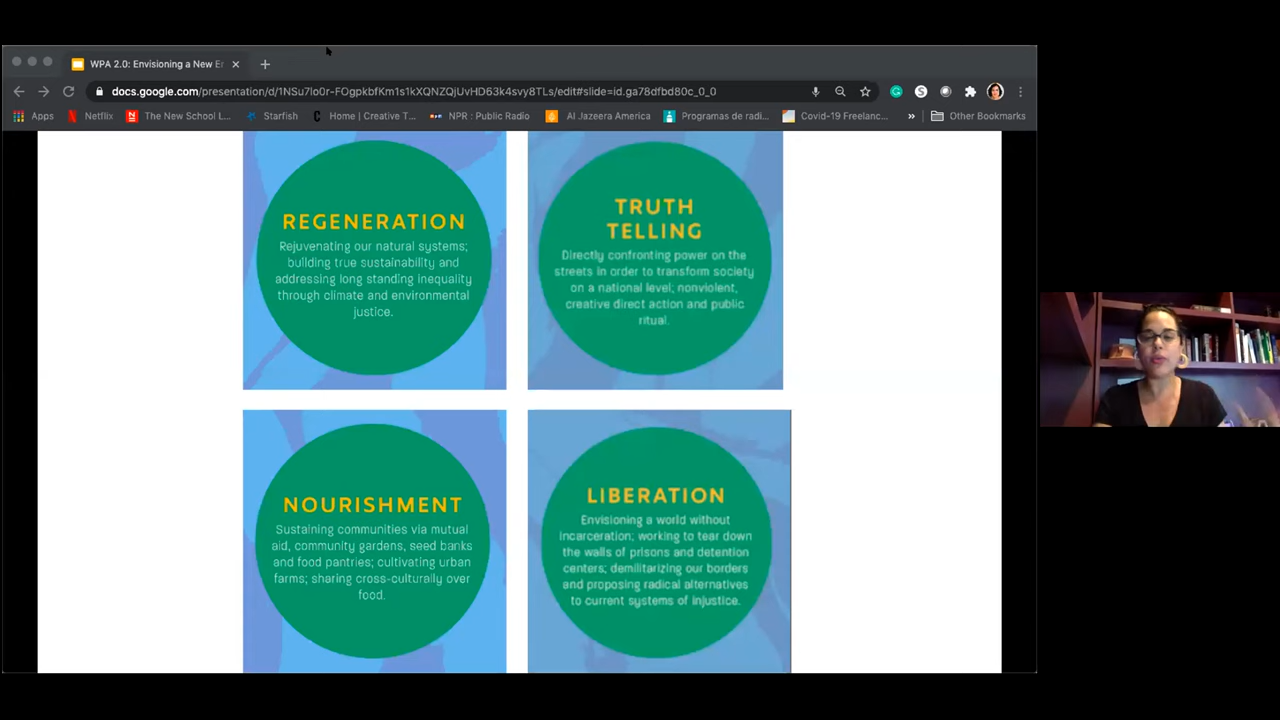 WPA 2.0: Envisioning a New Er
docs.google.com/presentation/d/1NSu7lo0r-FOgpkbfKm1s1kXQNZQjUvHD63k4svy8TLs/edit#slide=id.ga78dfbd80c_0_0
Apps Netflix The New School L... Starfish Home | Creative T... NPR : Public Radio Al Jazeera America Programas de radi... Covid-19 Freelanc... » Other Bookmarks
REGENERATION
Rejuvenating our natural systems;
building true sustainability and
addressing long standing inequality
through climate and environmental
justice.
TRUTH
TELLING
Directly confronting power on the
streets in order to transform society
on a national level; nonviolent,
creative direct action and public
ritual.
NOURISHMENT
Sustaining communities via mutual
aid, community gardens, seed banks
and food pantries; cultivating urban
farms; sharing cross-culturally over
food.
LIBERATION
Envisioning a world without
incarceration; working to tear down
the walls of prisons and detention
centers; demilitarizing our borders
and proposing radical alternatives
to current systems of injustice.